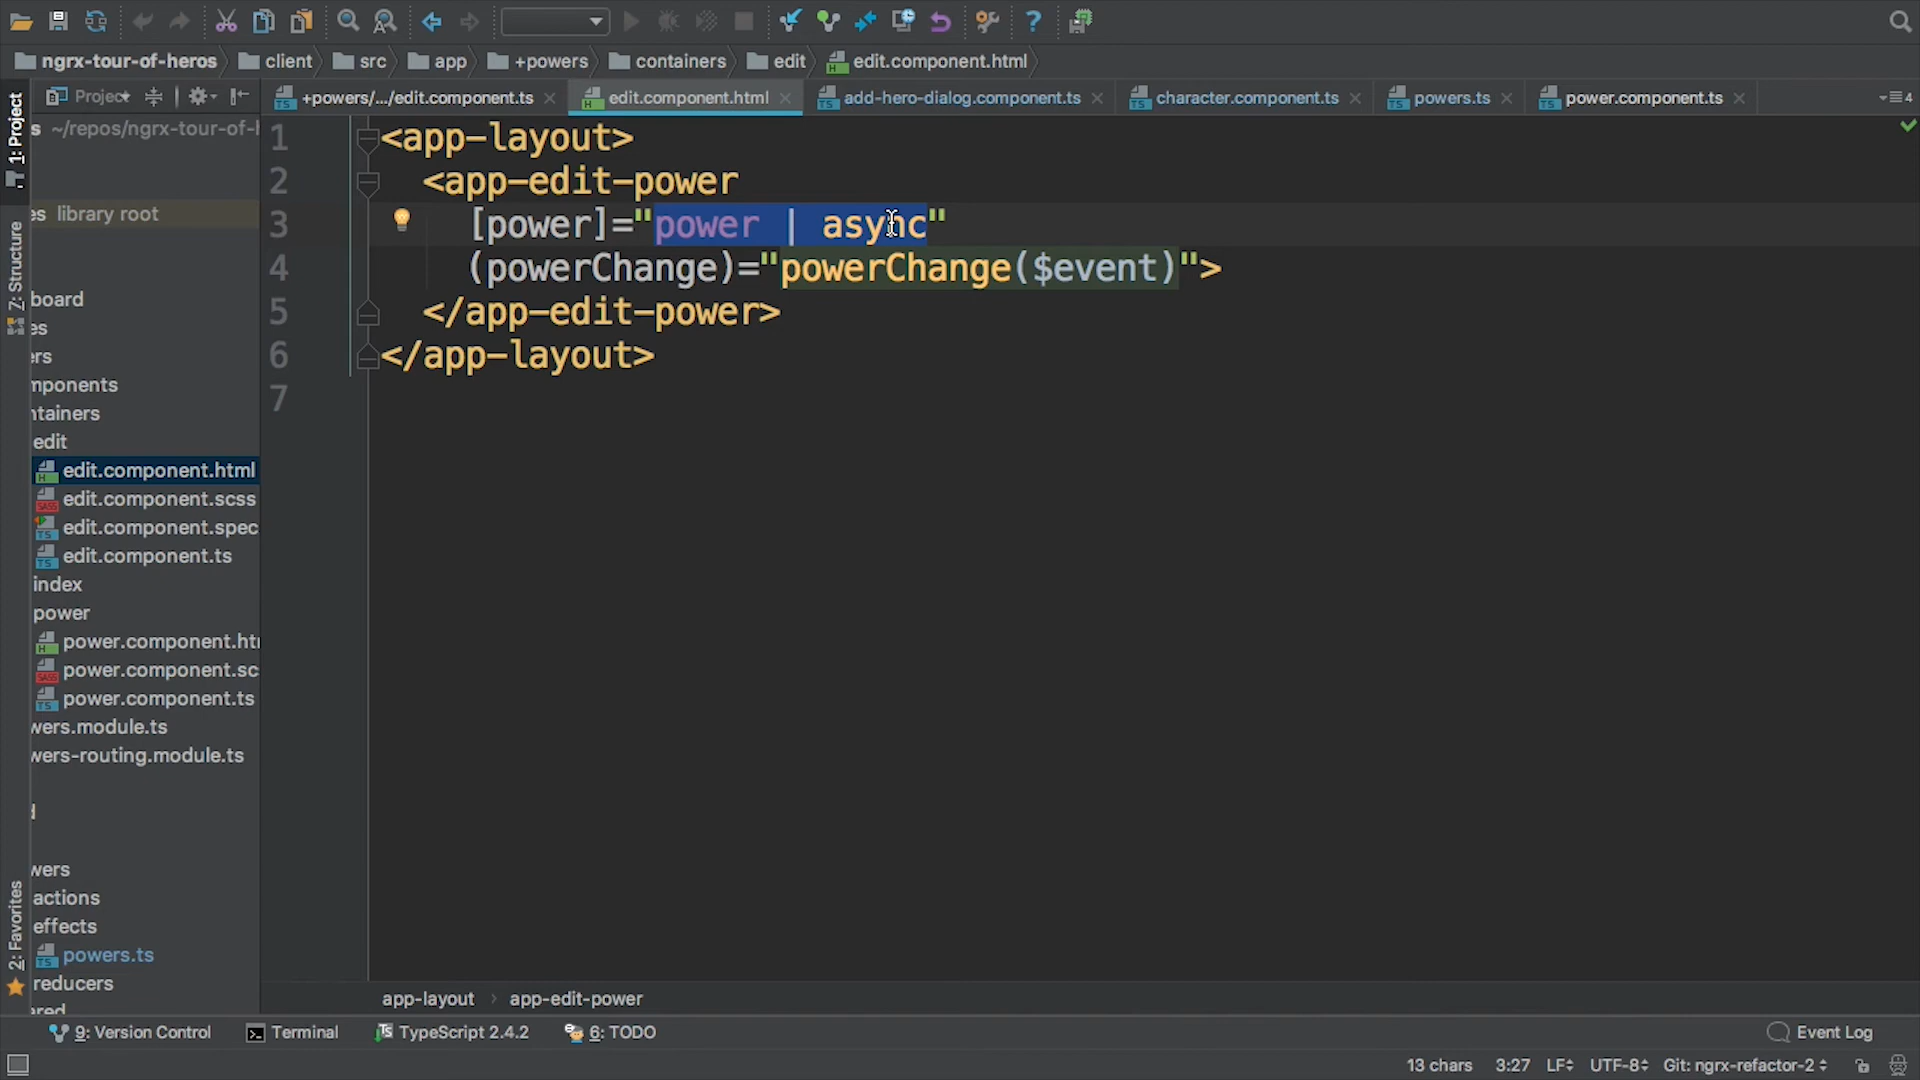 ngrx-tour-of-heros client src app +powers containers edit edit.component.html
1: Project
Project
+powers/.../edit.component.ts edit.component.html add-hero-dialog.component.ts character.component.ts powers.ts power.component.ts 4
s ~/repos/ngrx-tour-of-h
es library root
Z: Structure
board
es
ers
mponents
ntainers
edit
edit.component.html
edit.component.scss
edit.component.spec
edit.component.ts
index
power
power.component.htm
power.component.sc
power.component.ts
wers.module.ts
wers-routing.module.ts
d
wers
actions
effects
powers.ts
reducers
ared
2: Favorites
1 <app-layout>
2 <app-edit-power
3 [power]="power | async"
4 (powerChange)="powerChange($event)">
5 </app-edit-power>
6 </app-layout>
7
app-layout app-edit-power
9: Version Control Terminal TypeScript 2.4.2 6: TODO Event Log
13 chars 3:27 LF UTF-8 Git: ngrx-refactor-2